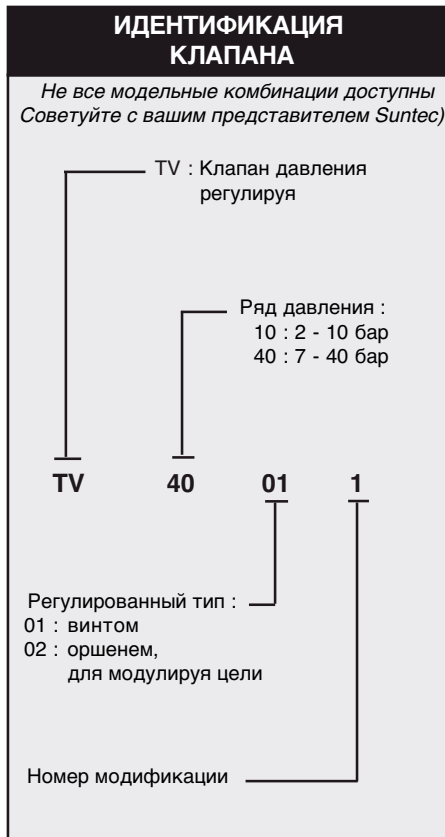 ИДЕНТИФИКАЦИЯ
КЛАПАНА
Не все модельные комбинации доступны
Советуйте с вашим представителем Suntec)
TV : Клапан давления
регулируя
Ряд давления :
10 : 2 - 10 бар
40 : 7 - 40 бар
TV 40 01 1
Регулированный тип :
01 : винтом
02 : оршенем,
для модулируя цели
Номер модификации